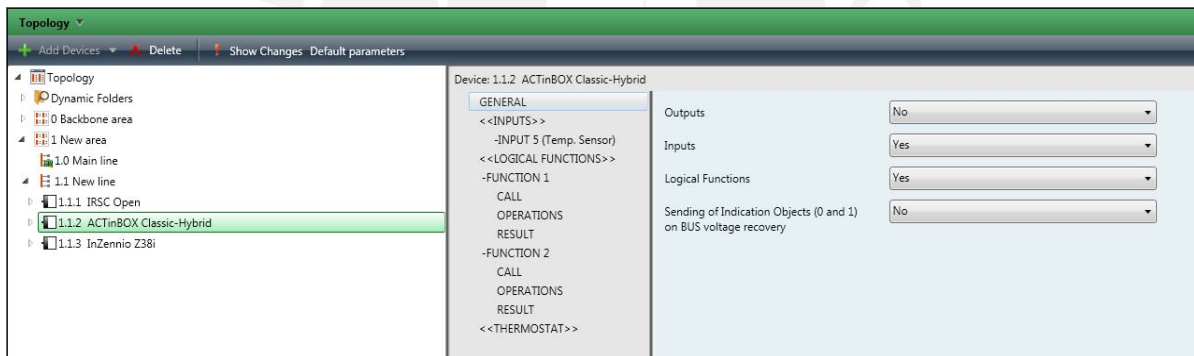 Topology
Add Devices Delete Show Changes Default parameters
Topology
Dynamic Folders
0 Backbone area
1 New area
1.0 Main line
1.1 New line
1.1.1 IRSC Open
1.1.2 ACTinBOX Classic-Hybrid
1.1.3 InZennio Z38i
Device: 1.1.2 ACTinBOX Classic-Hybrid
GENERAL
<<INPUTS>>
-INPUT 5 (Temp. Sensor)
<<LOGICAL FUNCTIONS>>
-FUNCTION 1
CALL
OPERATIONS
RESULT
-FUNCTION 2
CALL
OPERATIONS
RESULT
<<THERMOSTAT>>
Outputs No
Inputs Yes
Logical Functions Yes
Sending of Indication Objects (0 and 1) No
on BUS voltage recovery